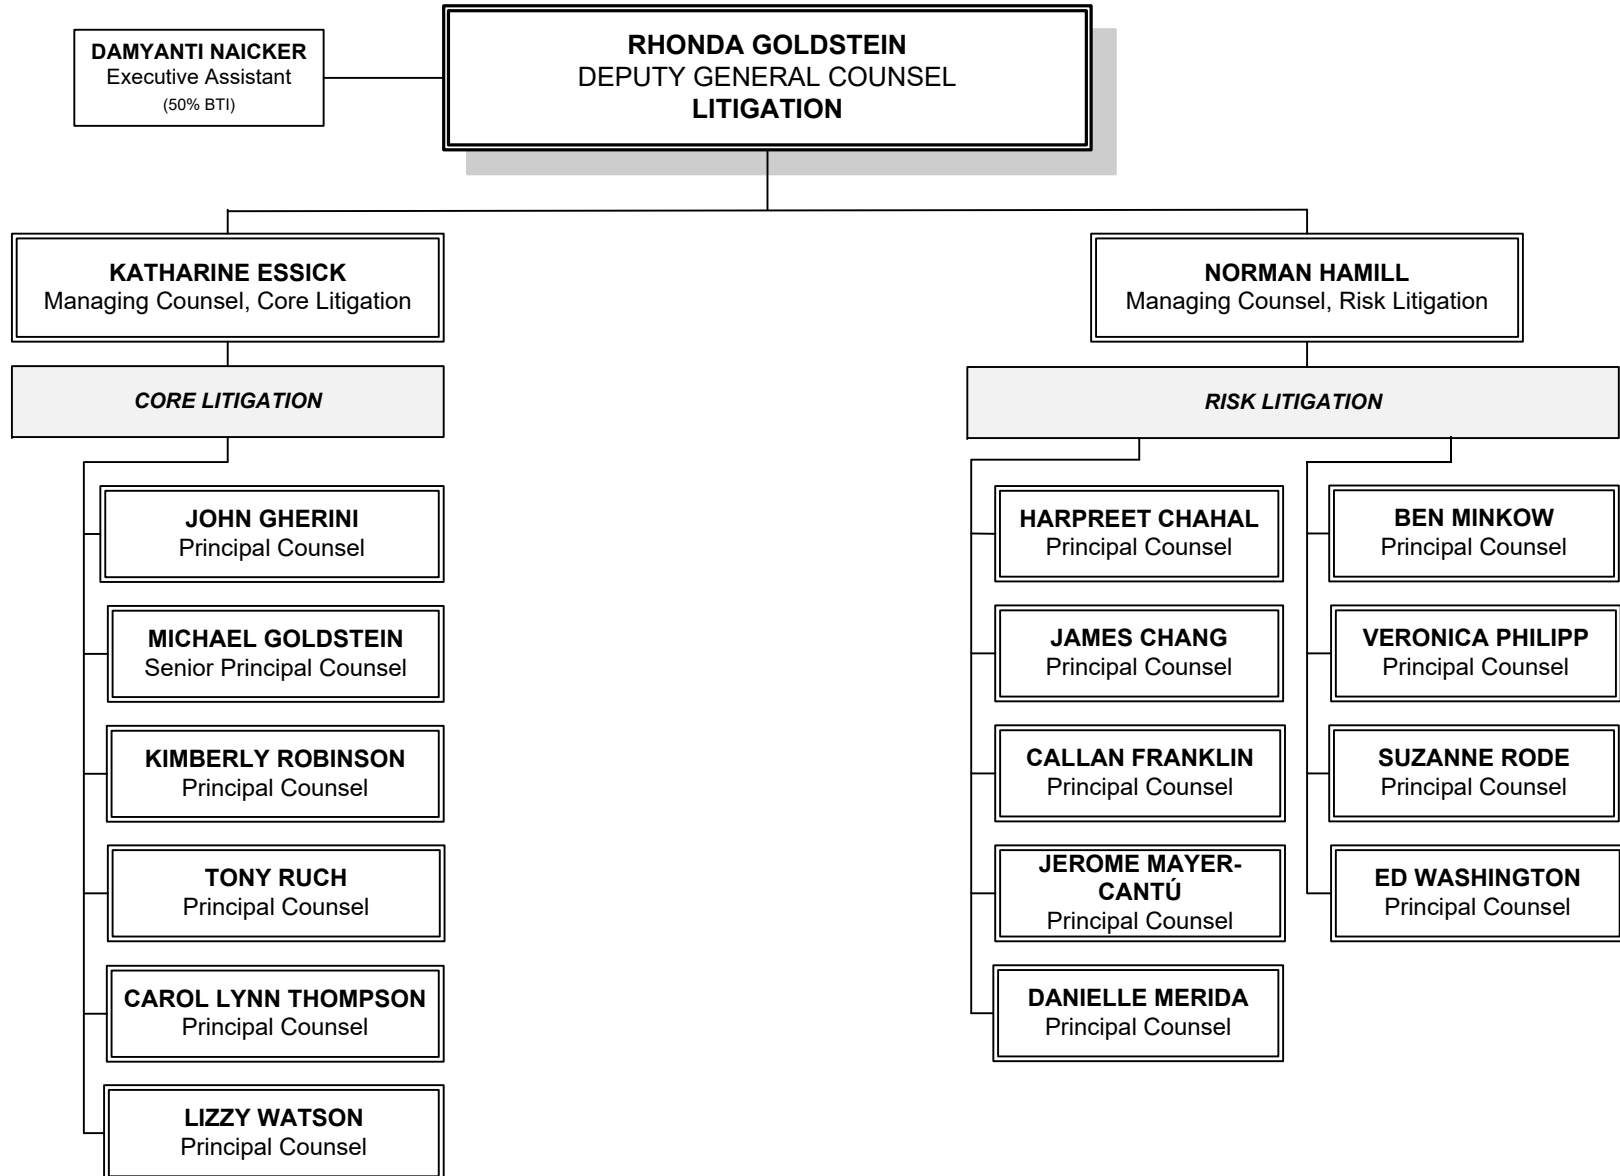 DAMYANTI NAICKER
Executive Assistant
(50% BTI)
RHONDA GOLDSTEIN
DEPUTY GENERAL COUNSEL
LITIGATION
KATHARINE ESSICK
Managing Counsel, Core Litigation
CORE LITIGATION
JOHN GHERINI
Principal Counsel
MICHAEL GOLDSTEIN
Senior Principal Counsel
KIMBERLY ROBINSON
Principal Counsel
TONY RUCH
Principal Counsel
CAROL LYNN THOMPSON
Principal Counsel
LIZZY WATSON
Principal Counsel
NORMAN HAMILL
Managing Counsel, Risk Litigation
RISK LITIGATION
HARPREET CHAHAL
Principal Counsel
JAMES CHANG
Principal Counsel
CALLAN FRANKLIN
Principal Counsel
JEROME MAYER-
CANTÚ
Principal Counsel
DANIELLE MERIDA
Principal Counsel
BEN MINKOW
Principal Counsel
VERONICA PHILIPP
Principal Counsel
SUZANNE RODE
Principal Counsel
ED WASHINGTON
Principal Counsel